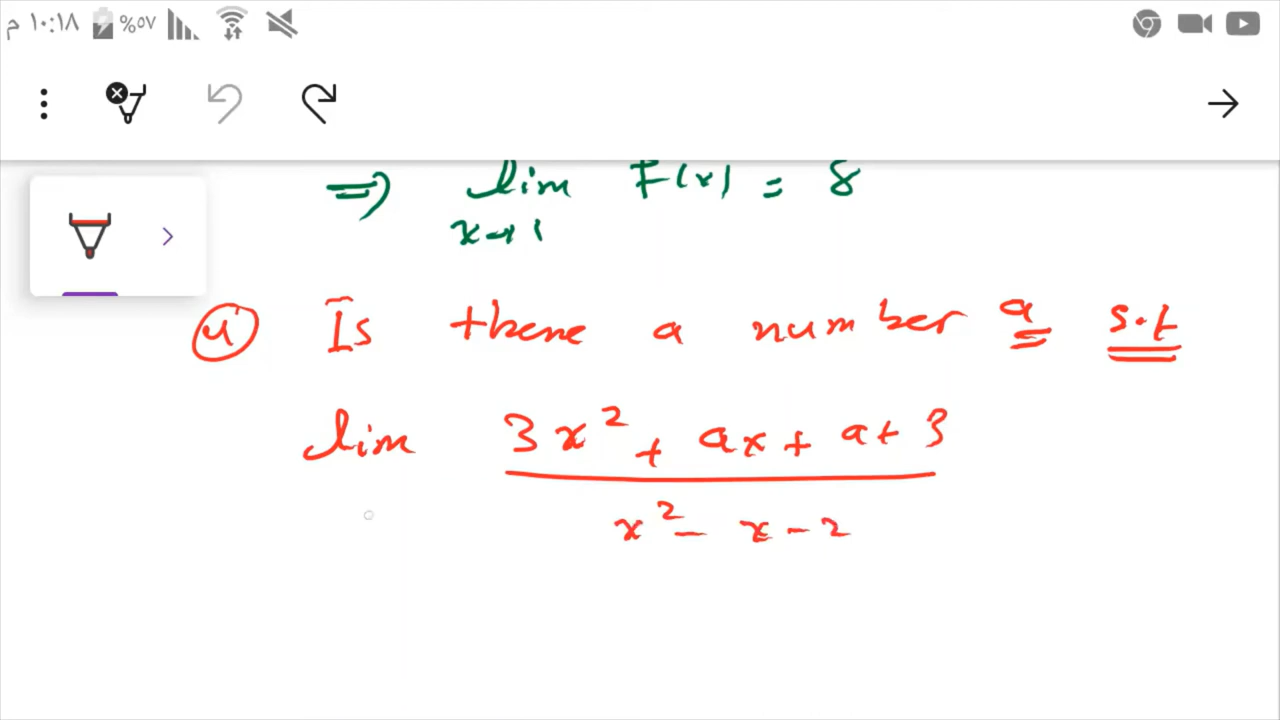 م ١٠:١٨ %٥٧
⇒ lim F(x) = 8
x→1
4 Is there a number a s.t
lim 3x² + ax + a + 3
x² - x - 2